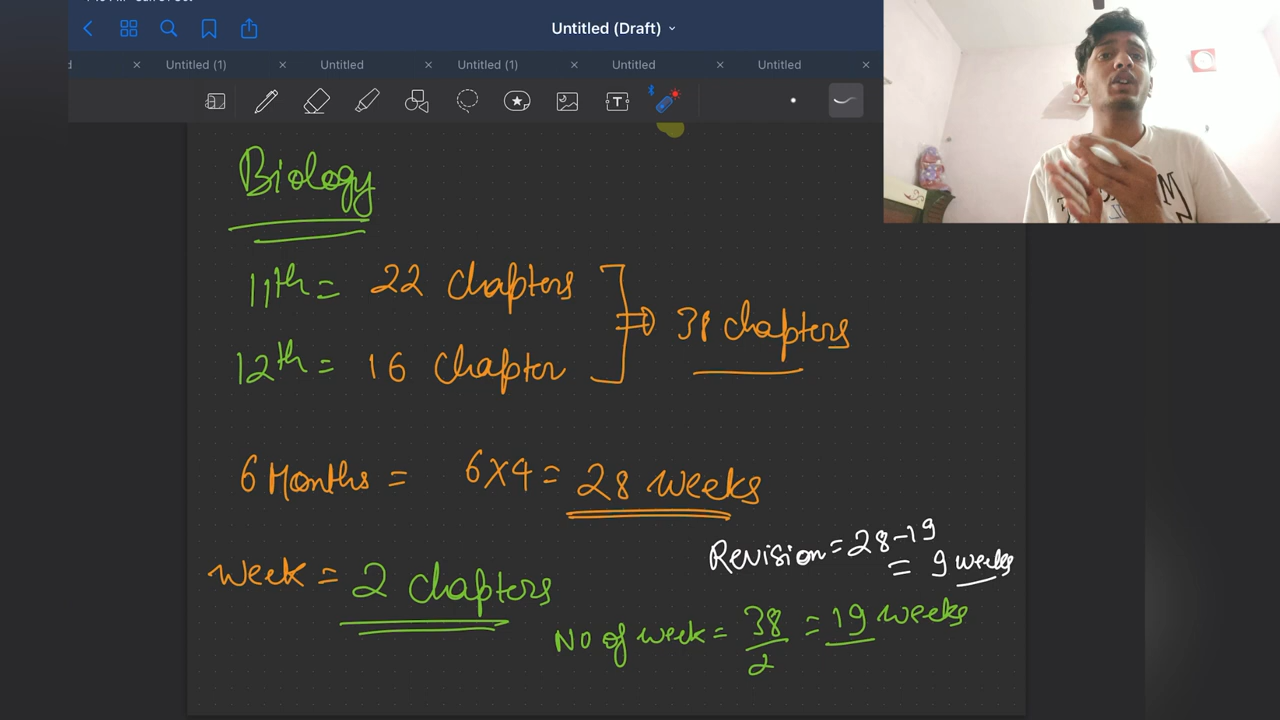 Untitled (Draft)
d
Untitled (1)
Untitled
Untitled (1)
Untitled
Untitled
T
Biology
11th = 22 chapters
12th = 16 chapter
⇒ 38 chapters
6 Months = 6x4 = 28 weeks
Revision = 28-19
= 9 weeks
week = 2 chapters
No of week = 38/2 = 19 weeks